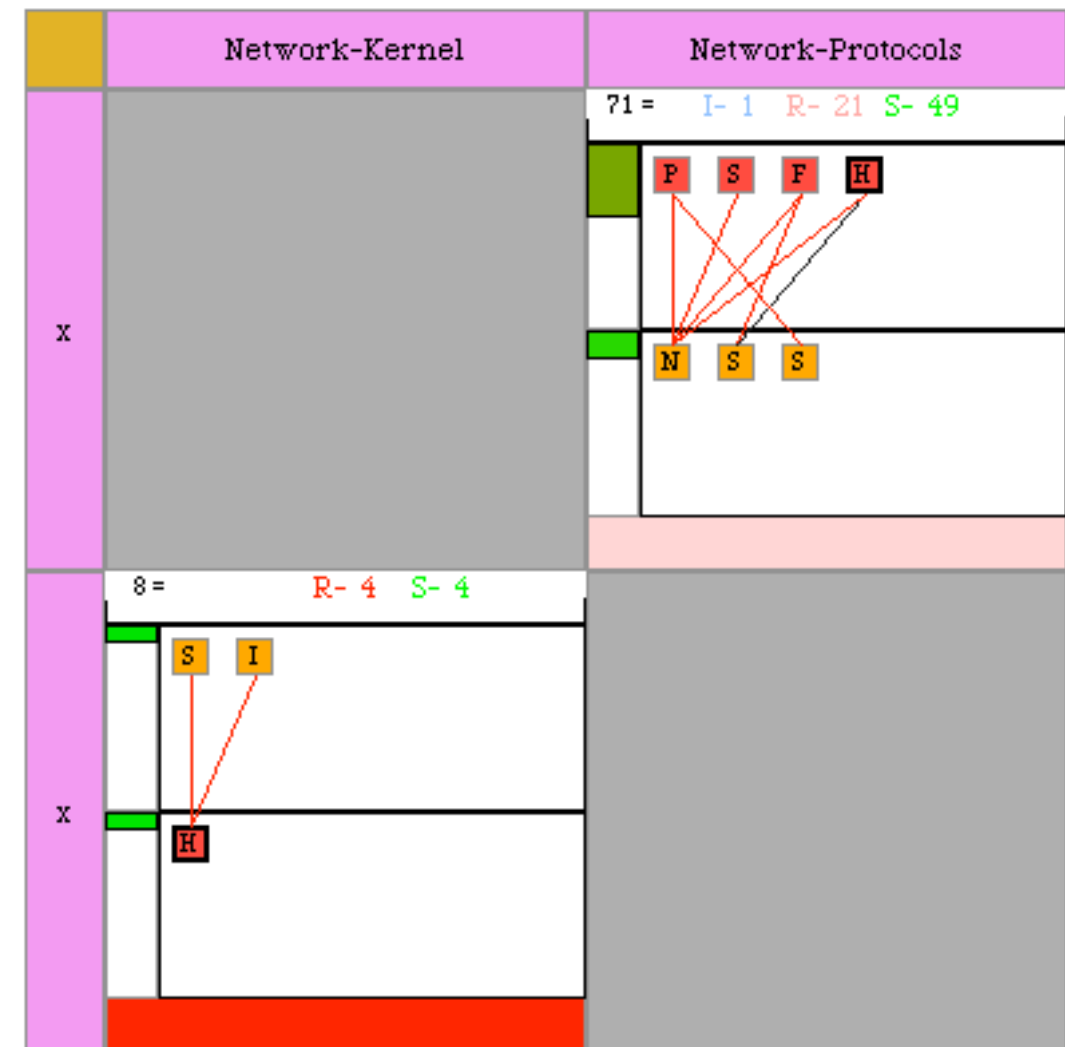 Network-Kernel Network-Protocols
71= I- 1 R- 21 S- 49
P S F H
X
N S S
8= R- 4 S- 4
S I
X
H